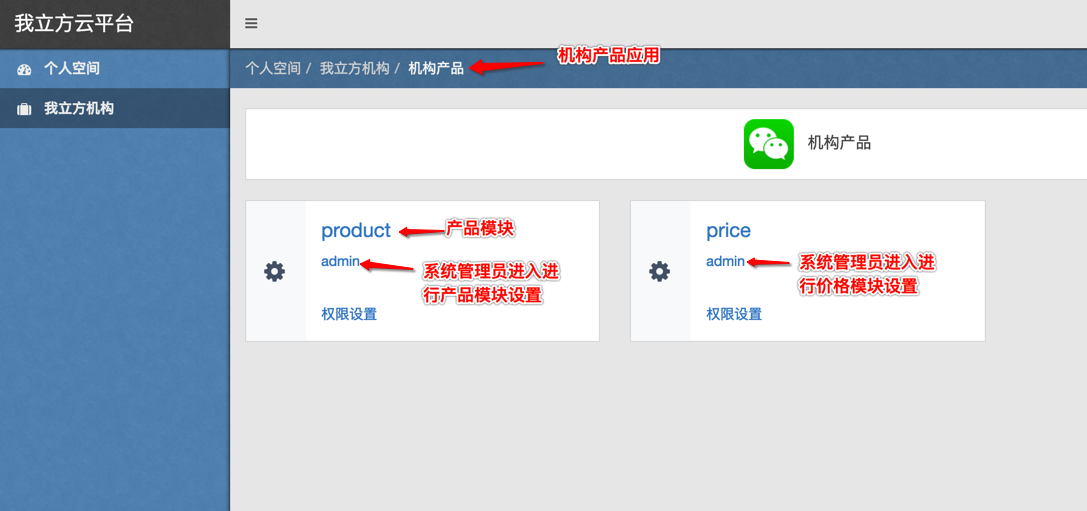 我立方云平台
个人空间
我立方机构
个人空间 / 我立方机构 / 机构产品
机构产品应用
机构产品
product
产品模块
admin
系统管理员进入进
行产品模块设置
权限设置
price
admin
系统管理员进入进
行价格模块设置
权限设置